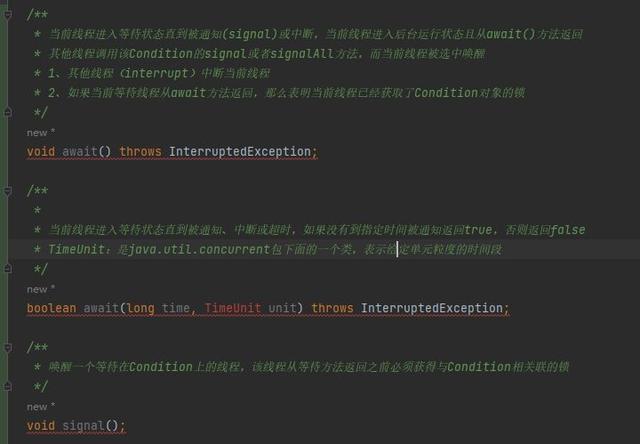 /**
* 当前线程进入等待状态直到被通知(signal)或中断，当前线程进入后台运行状态且从await()方法返回
* 其他线程调用该Condition的signal或者signalAll方法，而当前线程被选中唤醒
* 1、其他线程（interrupt）中断当前线程
* 2、如果当前等待线程从await方法返回，那么表明当前线程已经获取了Condition对象的锁
*/
new *
void await() throws InterruptedException;
/**
*
* 当前线程进入等待状态直到被通知、中断或超时，如果没有到指定时间被通知返回true，否则返回false
* TimeUnit：是java.util.concurrent包下面的一个类，表示给定单元粒度的时间段
*/
new *
boolean await(long time, TimeUnit unit) throws InterruptedException;
/**
* 唤醒一个等待在Condition上的线程，该线程从等待方法返回之前必须获得与Condition相关联的锁
*/
new *
void signal();